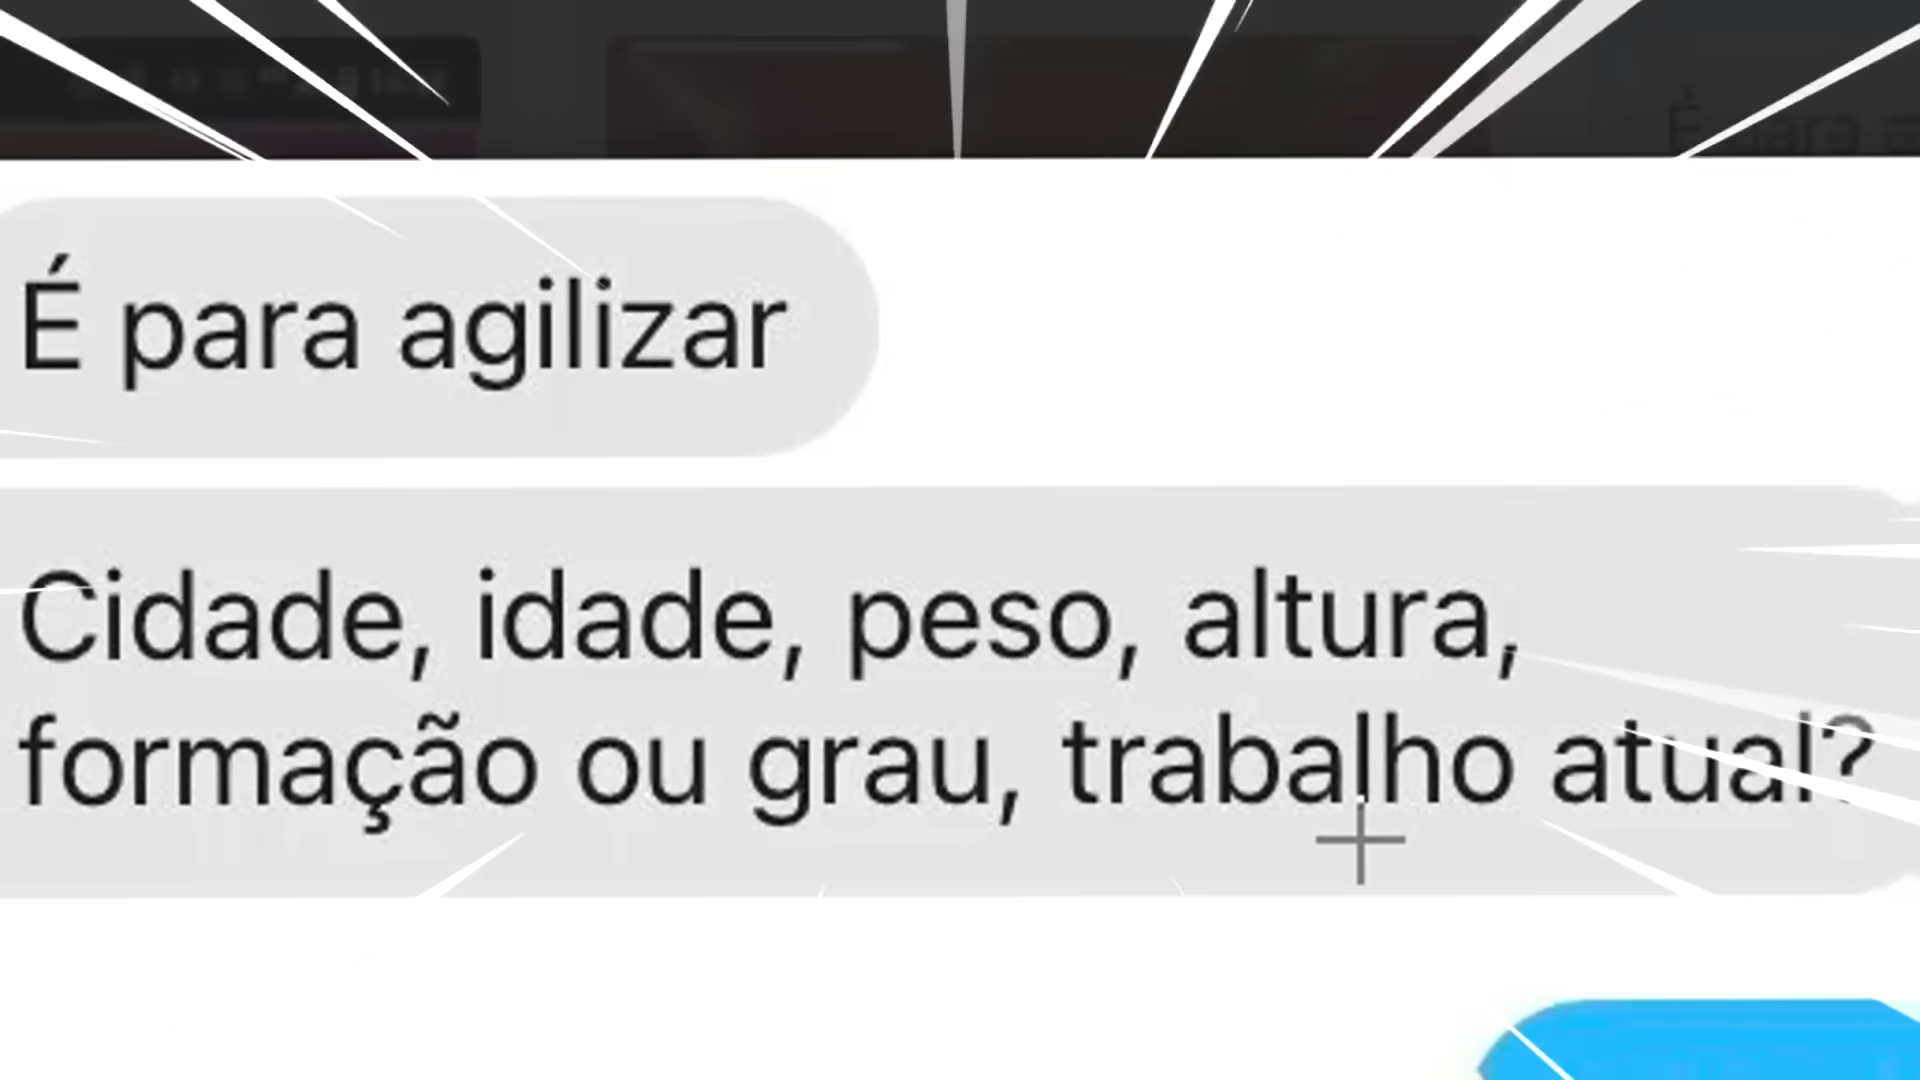 É para agilizar
Cidade, idade, peso, altura,
formação ou grau, trabalho atual?